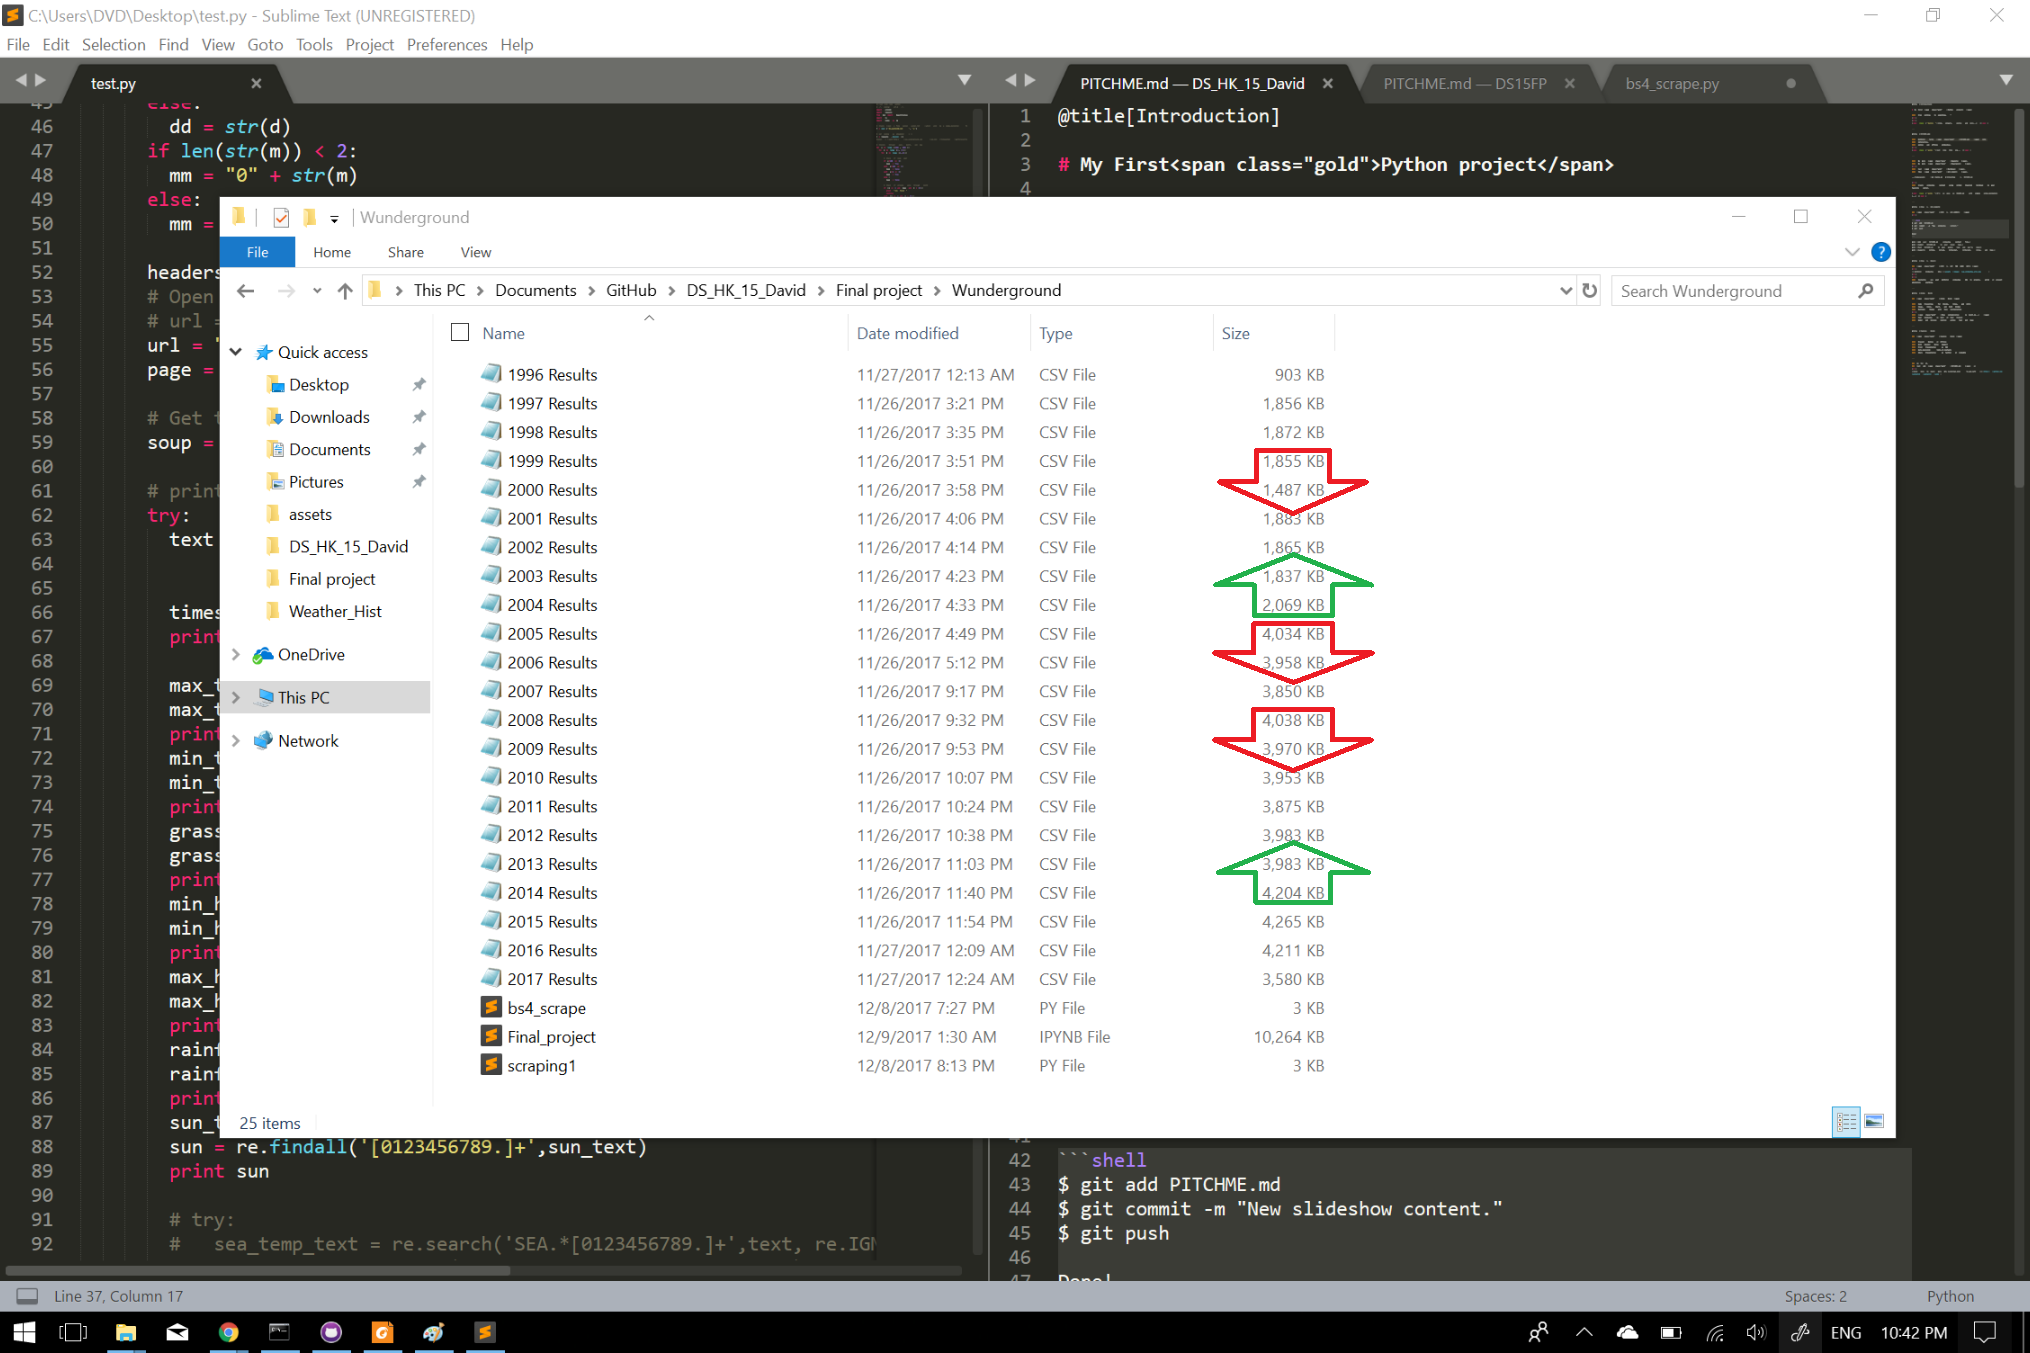 C:\Users\DVD\Desktop\test.py - Sublime Text (UNREGISTERED)
File Edit Selection Find View Goto Tools Project Preferences Help
test.py
PITCHME.md — DS_HK_15_David
PITCHME.md — DS15FP
bs4_scrape.py
45 else:
46 dd = str(d)
47 if len(str(m)) < 2:
48 mm = "0" + str(m)
49 else:
50 mm =
51
52 headers
53 # Open
54 # url =
55 url = '
56 page =
57
58 # Get t
59 soup =
60
61 # print
62 try:
63 text
64
65
66 times
67 print
68
69 max_t
70 max_t
71 print
72 min_t
73 min_t
74 print
75 grass
76 grass
77 print
78 min_h
79 min_h
80 print
81 max_h
82 max_h
83 print
84 rainf
85 rainf
86 print
87 sun_t
88 sun = re.findall('[0123456789.]+',sun_text)
89 print sun
90
91 # try:
92 # sea_temp_text = re.search('SEA.*[0123456789.]+',text, re.IGN
1 @title[Introduction]
2
3 # My First<span class="gold">Python project</span>
4
Wunderground
File Home Share View
This PC Documents GitHub DS_HK_15_David Final project Wunderground
Search Wunderground
Quick access
Desktop
Downloads
Documents
Pictures
assets
DS_HK_15_David
Final project
Weather_Hist
OneDrive
This PC
Network
Name Date modified Type Size
1996 Results 11/27/2017 12:13 AM CSV File 903 KB
1997 Results 11/26/2017 3:21 PM CSV File 1,856 KB
1998 Results 11/26/2017 3:35 PM CSV File 1,872 KB
1999 Results 11/26/2017 3:51 PM CSV File 1,855 KB
2000 Results 11/26/2017 3:58 PM CSV File 1,487 KB
2001 Results 11/26/2017 4:06 PM CSV File 1,883 KB
2002 Results 11/26/2017 4:14 PM CSV File 1,865 KB
2003 Results 11/26/2017 4:23 PM CSV File 1,837 KB
2004 Results 11/26/2017 4:33 PM CSV File 2,069 KB
2005 Results 11/26/2017 4:49 PM CSV File 4,034 KB
2006 Results 11/26/2017 5:12 PM CSV File 3,958 KB
2007 Results 11/26/2017 9:17 PM CSV File 3,850 KB
2008 Results 11/26/2017 9:32 PM CSV File 4,038 KB
2009 Results 11/26/2017 9:53 PM CSV File 3,970 KB
2010 Results 11/26/2017 10:07 PM CSV File 3,953 KB
2011 Results 11/26/2017 10:24 PM CSV File 3,875 KB
2012 Results 11/26/2017 10:38 PM CSV File 3,983 KB
2013 Results 11/26/2017 11:03 PM CSV File 3,983 KB
2014 Results 11/26/2017 11:40 PM CSV File 4,204 KB
2015 Results 11/26/2017 11:54 PM CSV File 4,265 KB
2016 Results 11/27/2017 12:09 AM CSV File 4,211 KB
2017 Results 11/27/2017 12:24 AM CSV File 3,580 KB
bs4_scrape 12/8/2017 7:27 PM PY File 3 KB
Final_project 12/9/2017 1:30 AM IPYNB File 10,264 KB
scraping1 12/8/2017 8:13 PM PY File 3 KB
25 items
41
42 ```shell
43 $ git add PITCHME.md
44 $ git commit -m "New slideshow content."
45 $ git push
46
47 Done!
Line 37, Column 17
Spaces: 2
Python
ENG 10:42 PM